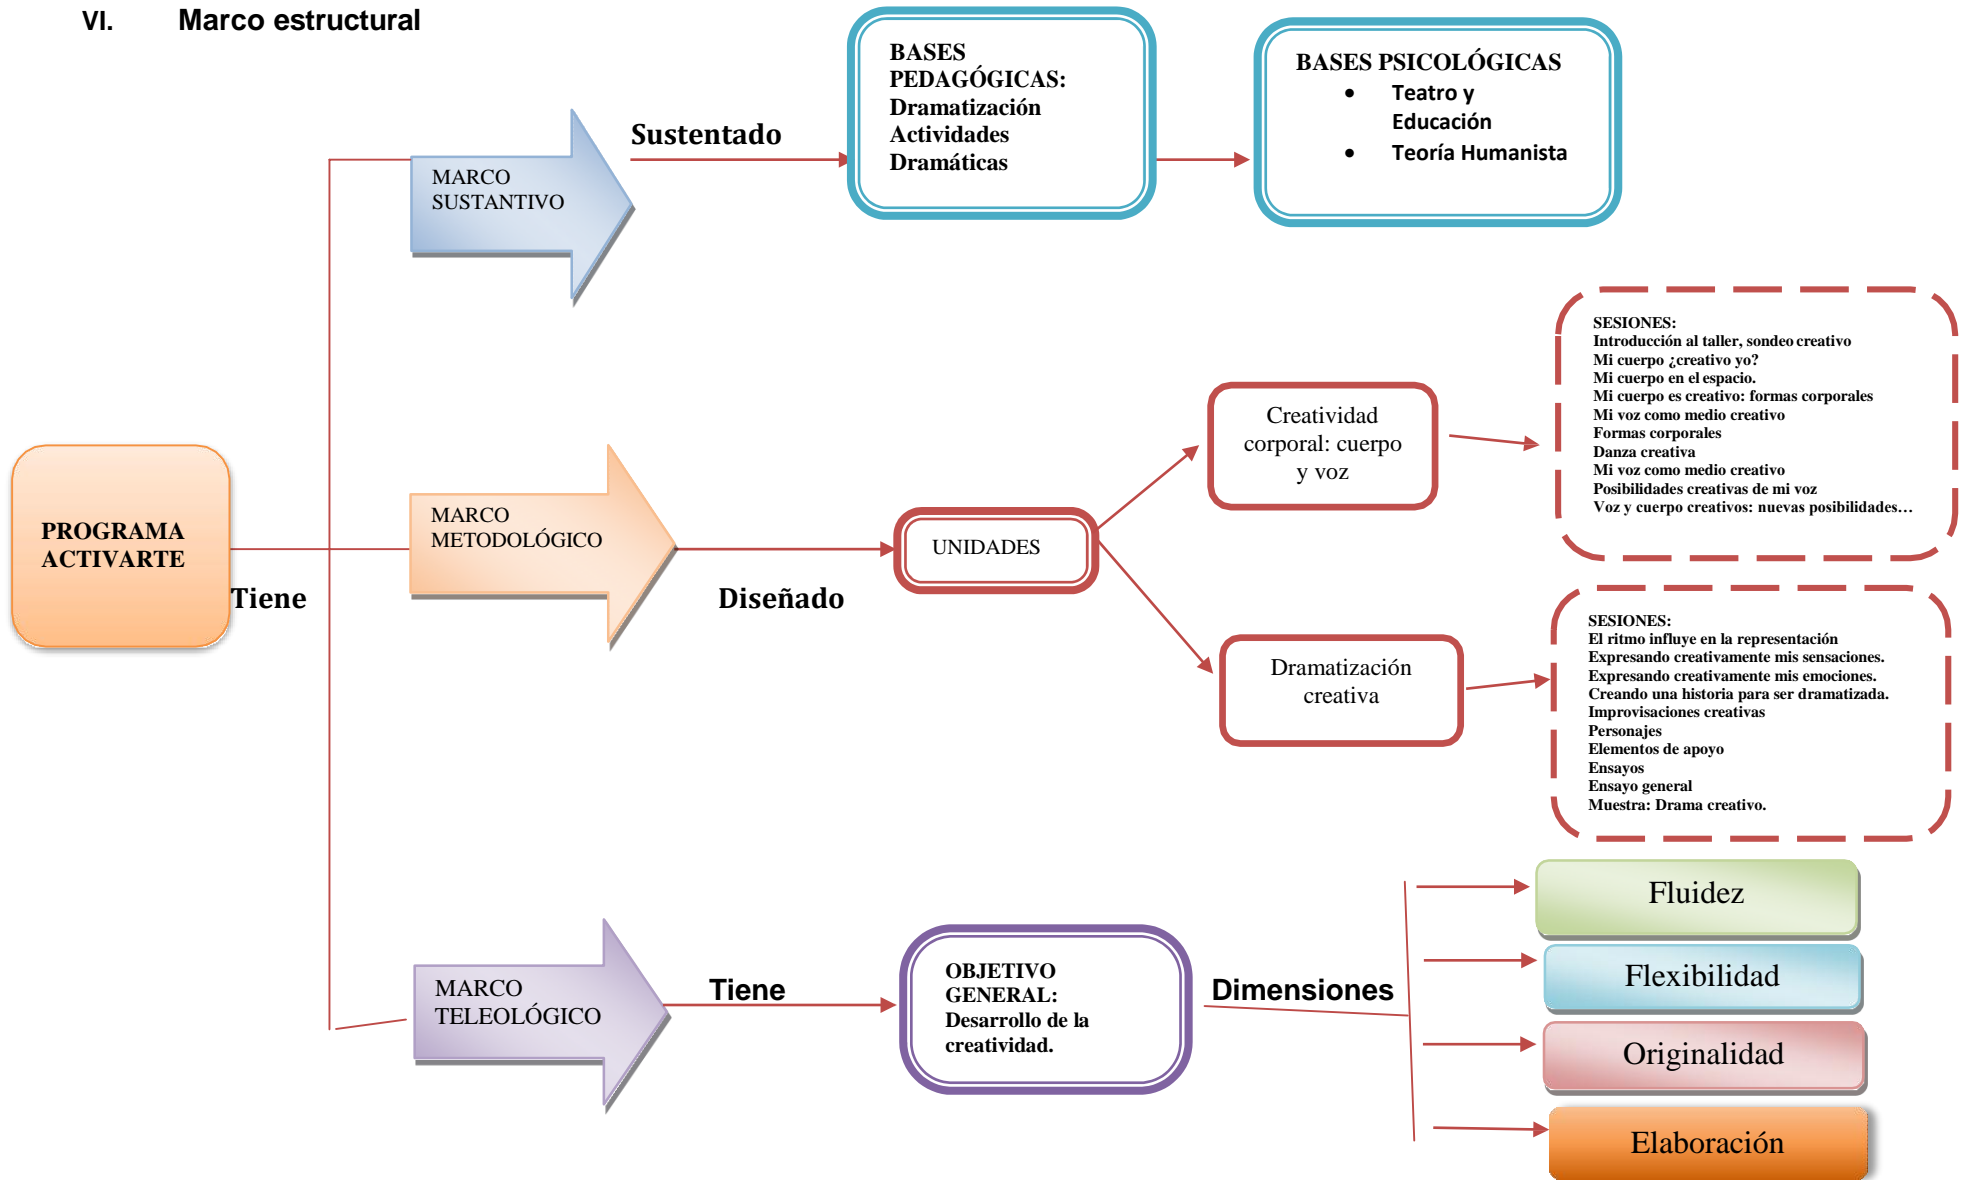 VI. Marco estructural
BASES
PEDAGÓGICAS:
Dramatización
Actividades
Dramáticas
BASES PSICOLÓGICAS
• Teatro y
Educación
• Teoría Humanista
Sustentado
MARCO
SUSTANTIVO
SESIONES:
Introducción al taller, sondeo creativo
Mi cuerpo ¿creativo yo?
Mi cuerpo en el espacio.
Mi cuerpo es creativo: formas corporales
Mi voz como medio creativo
Formas corporales
Danza creativa
Mi voz como medio creativo
Posibilidades creativas de mi voz
Voz y cuerpo creativos: nuevas posibilidades…
Creatividad
corporal: cuerpo
y voz
PROGRAMA
ACTIVARTE
Tiene
MARCO
METODOLÓGICO
Diseñado
UNIDADES
Dramatización
creativa
SESIONES:
El ritmo influye en la representación
Expresando creativamente mis sensaciones.
Expresando creativamente mis emociones.
Creando una historia para ser dramatizada.
Improvisaciones creativas
Personajes
Elementos de apoyo
Ensayos
Ensayo general
Muestra: Drama creativo.
MARCO
TELEOLÓGICO
Tiene
OBJETIVO
GENERAL:
Desarrollo de la
creatividad.
Dimensiones
Fluidez
Flexibilidad
Originalidad
Elaboración